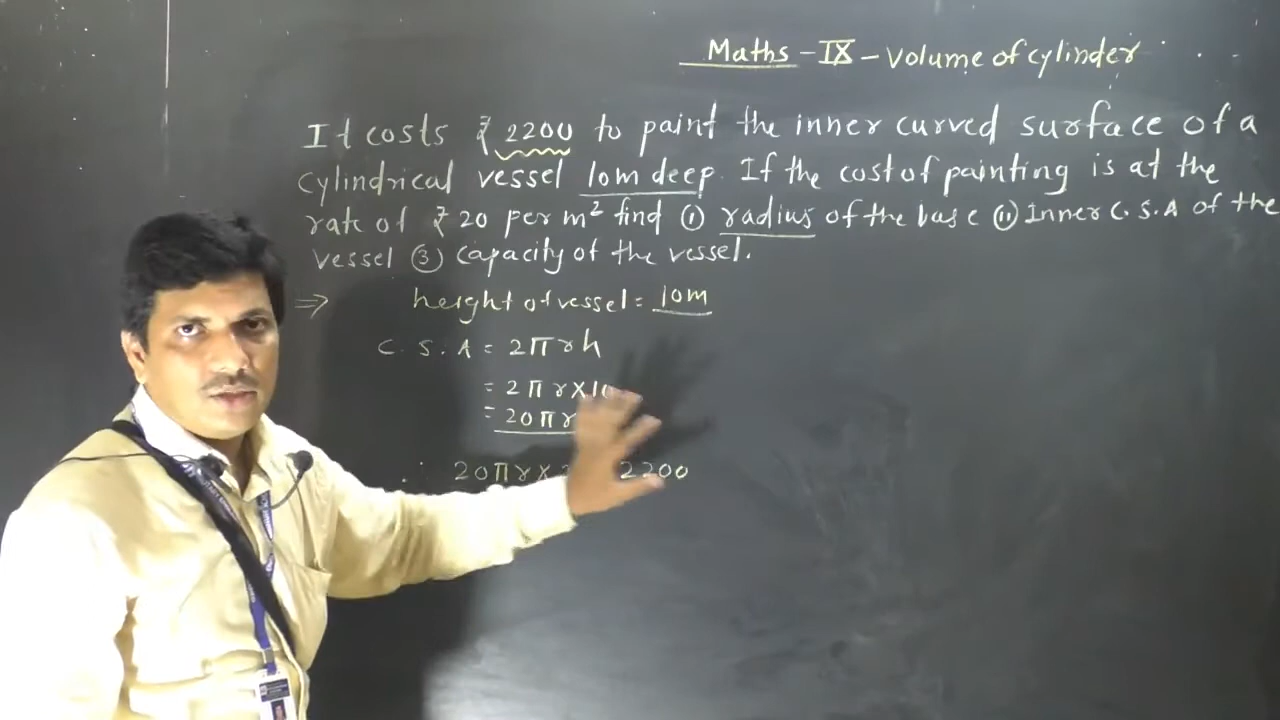 Maths - IX - Volume of cylinder
It costs ₹ 2200 to paint the inner curved surface of a
cylindrical vessel 10m deep. If the cost of painting is at the
rate of ₹ 20 per m² find ① radius of the base ⑪ Inner C.S.A of the
vessel ③ capacity of the vessel.
⇒ height of vessel = 10m
C.S.A = 2πrh
= 2πr×10
= 20πr
∴ 20πr× 2200